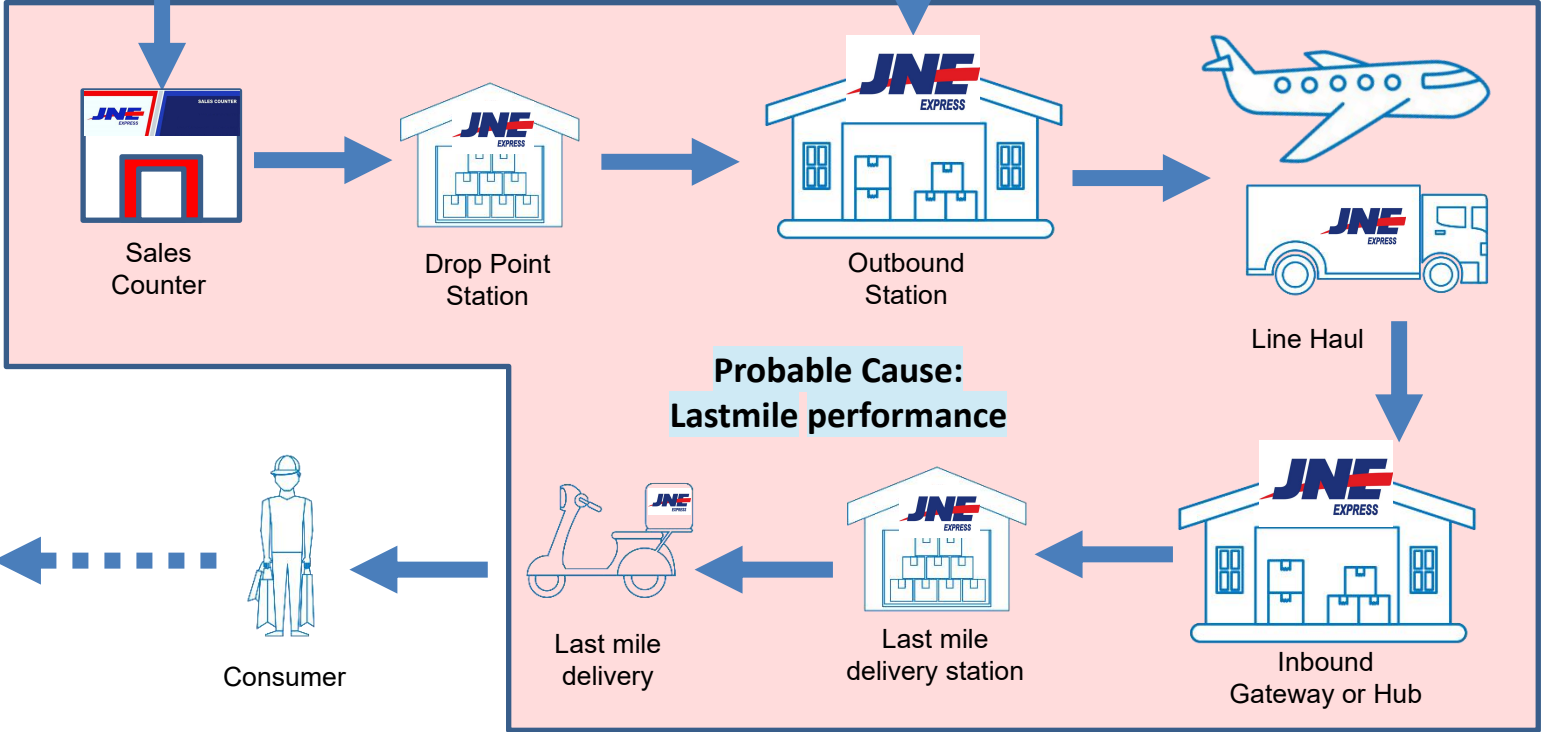 JNE
EXPRESS
SALES COUNTER
Sales
Counter
JNE
EXPRESS
Drop Point
Station
JNE
EXPRESS
Outbound
Station
JNE
EXPRESS
Line Haul
Probable Cause:
Lastmile performance
Consumer
JNE
EXPRESS
Last mile
delivery
JNE
EXPRESS
Last mile
delivery station
JNE
EXPRESS
Inbound
Gateway or Hub